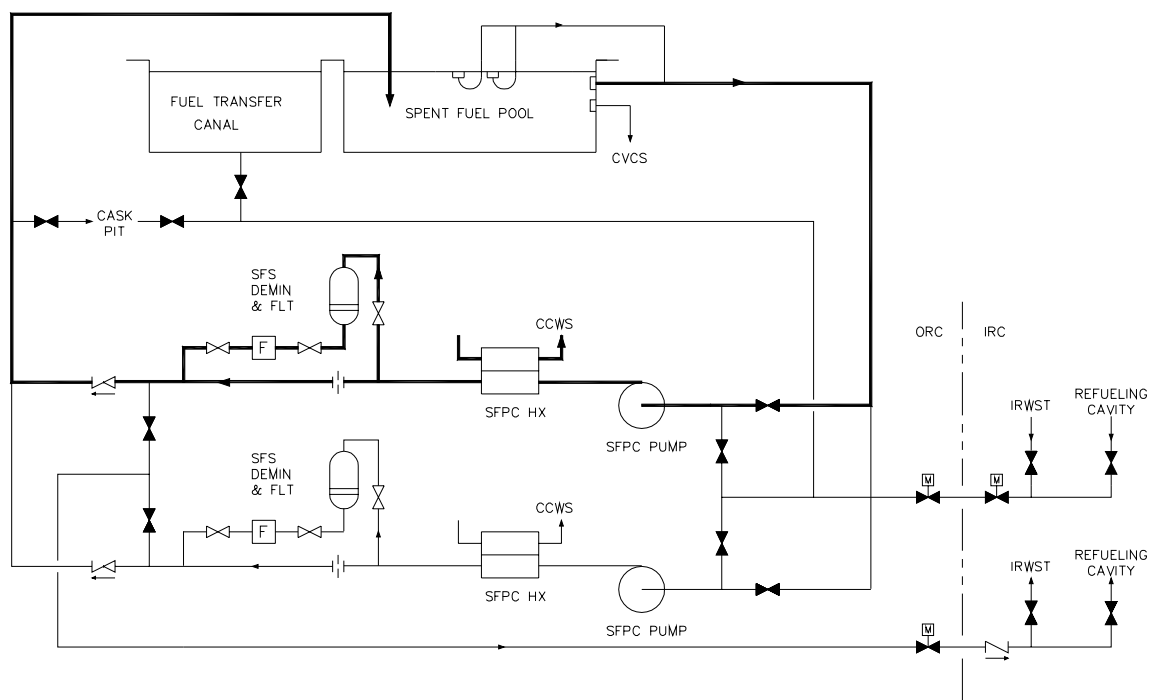 FUEL TRANSFER
CANAL
SPENT FUEL POOL
CVCS
CASK
PIT
SFS
DEMIN
& FLT
F
CCWS
SFPC HX
SFPC PUMP
ORC
IRC
IRWST
REFUELING
CAVITY
M
M
SFS
DEMIN
& FLT
F
CCWS
SFPC HX
SFPC PUMP
IRWST
REFUELING
CAVITY
M